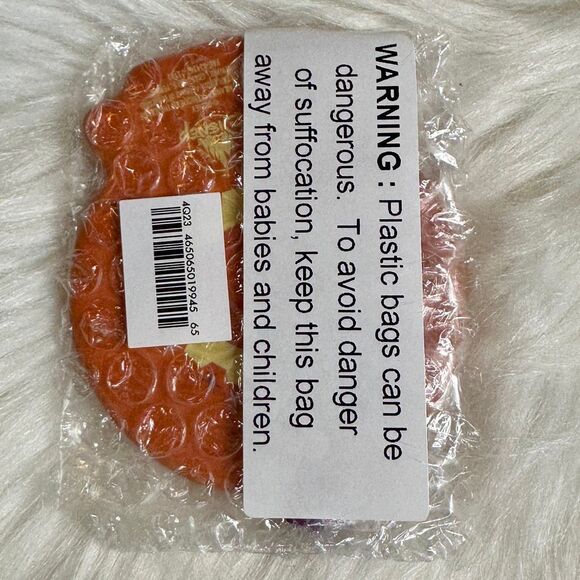 WARNING : Plastic bags can be
dangerous. To avoid danger
of suffocation, keep this bag
away from babies and children.
4Q23 465065019945 65